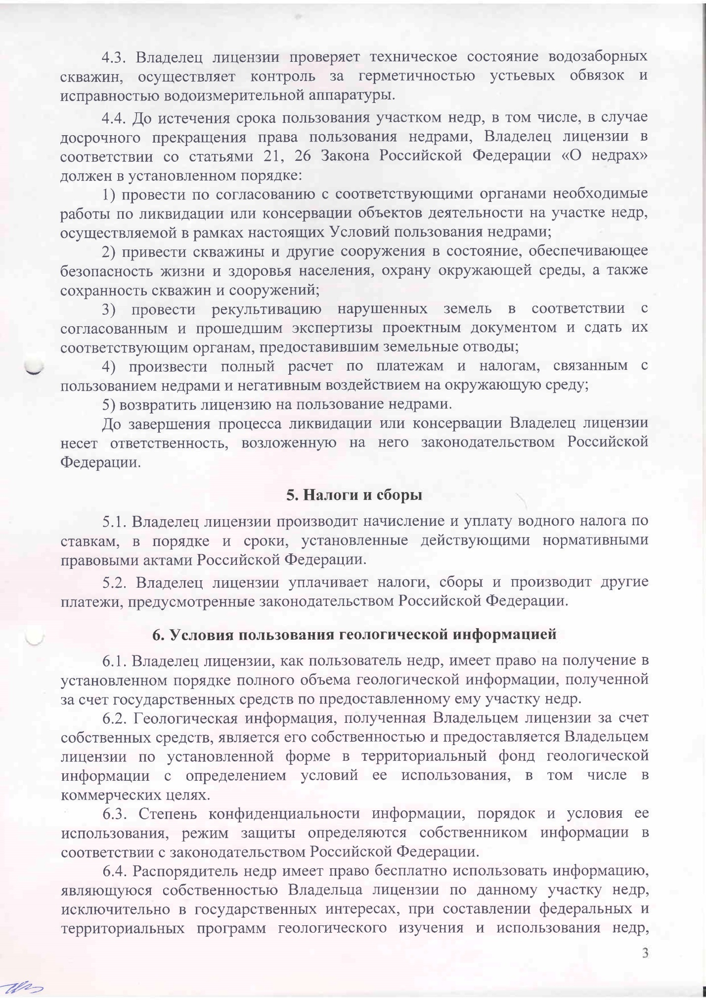 4.3. Владелец лицензии проверяет техническое состояние водозаборных
скважин, осуществляет контроль за герметичностью устьевых обвязок и
исправностью водоизмерительной аппаратуры.
4.4. До истечения срока пользования участком недр, в том числе, в случае
досрочного прекращения права пользования недрами, Владелец лицензии в
соответствии со статьями 21, 26 Закона Российской Федерации «О недрах»
должен в установленном порядке:
1) провести по согласованию с соответствующими органами необходимые
работы по ликвидации или консервации объектов деятельности на участке недр,
осуществляемой в рамках настоящих Условий пользования недрами;
2) привести скважины и другие сооружения в состояние, обеспечивающее
безопасность жизни и здоровья населения, охрану окружающей среды, а также
сохранность скважин и сооружений;
3) провести рекультивацию нарушенных земель в соответствии с
согласованным и прошедшим экспертизы проектным документом и сдать их
соответствующим органам, предоставившим земельные отводы;
4) произвести полный расчет по платежам и налогам, связанным с
пользованием недрами и негативным воздействием на окружающую среду;
5) возвратить лицензию на пользование недрами.
До завершения процесса ликвидации или консервации Владелец лицензии
несет ответственность, возложенную на него законодательством Российской
Федерации.
5. Налоги и сборы
5.1. Владелец лицензии производит начисление и уплату водного налога по
ставкам, в порядке и сроки, установленные действующими нормативными
правовыми актами Российской Федерации.
5.2. Владелец лицензии уплачивает налоги, сборы и производит другие
платежи, предусмотренные законодательством Российской Федерации.
6. Условия пользования геологической информацией
6.1. Владелец лицензии, как пользователь недр, имеет право на получение в
установленном порядке полного объема геологической информации, полученной
за счет государственных средств по предоставленному ему участку недр.
6.2. Геологическая информация, полученная Владельцем лицензии за счет
собственных средств, является его собственностью и предоставляется Владельцем
лицензии по установленной форме в территориальный фонд геологической
информации с определением условий ее использования, в том числе в
коммерческих целях.
6.3. Степень конфиденциальности информации, порядок и условия ее
использования, режим защиты определяются собственником информации в
соответствии с законодательством Российской Федерации.
6.4. Распорядитель недр имеет право бесплатно использовать информацию,
являющуюся собственностью Владельца лицензии по данному участку недр,
исключительно в государственных интересах, при составлении федеральных и
территориальных программ геологического изучения и использования недр,
3